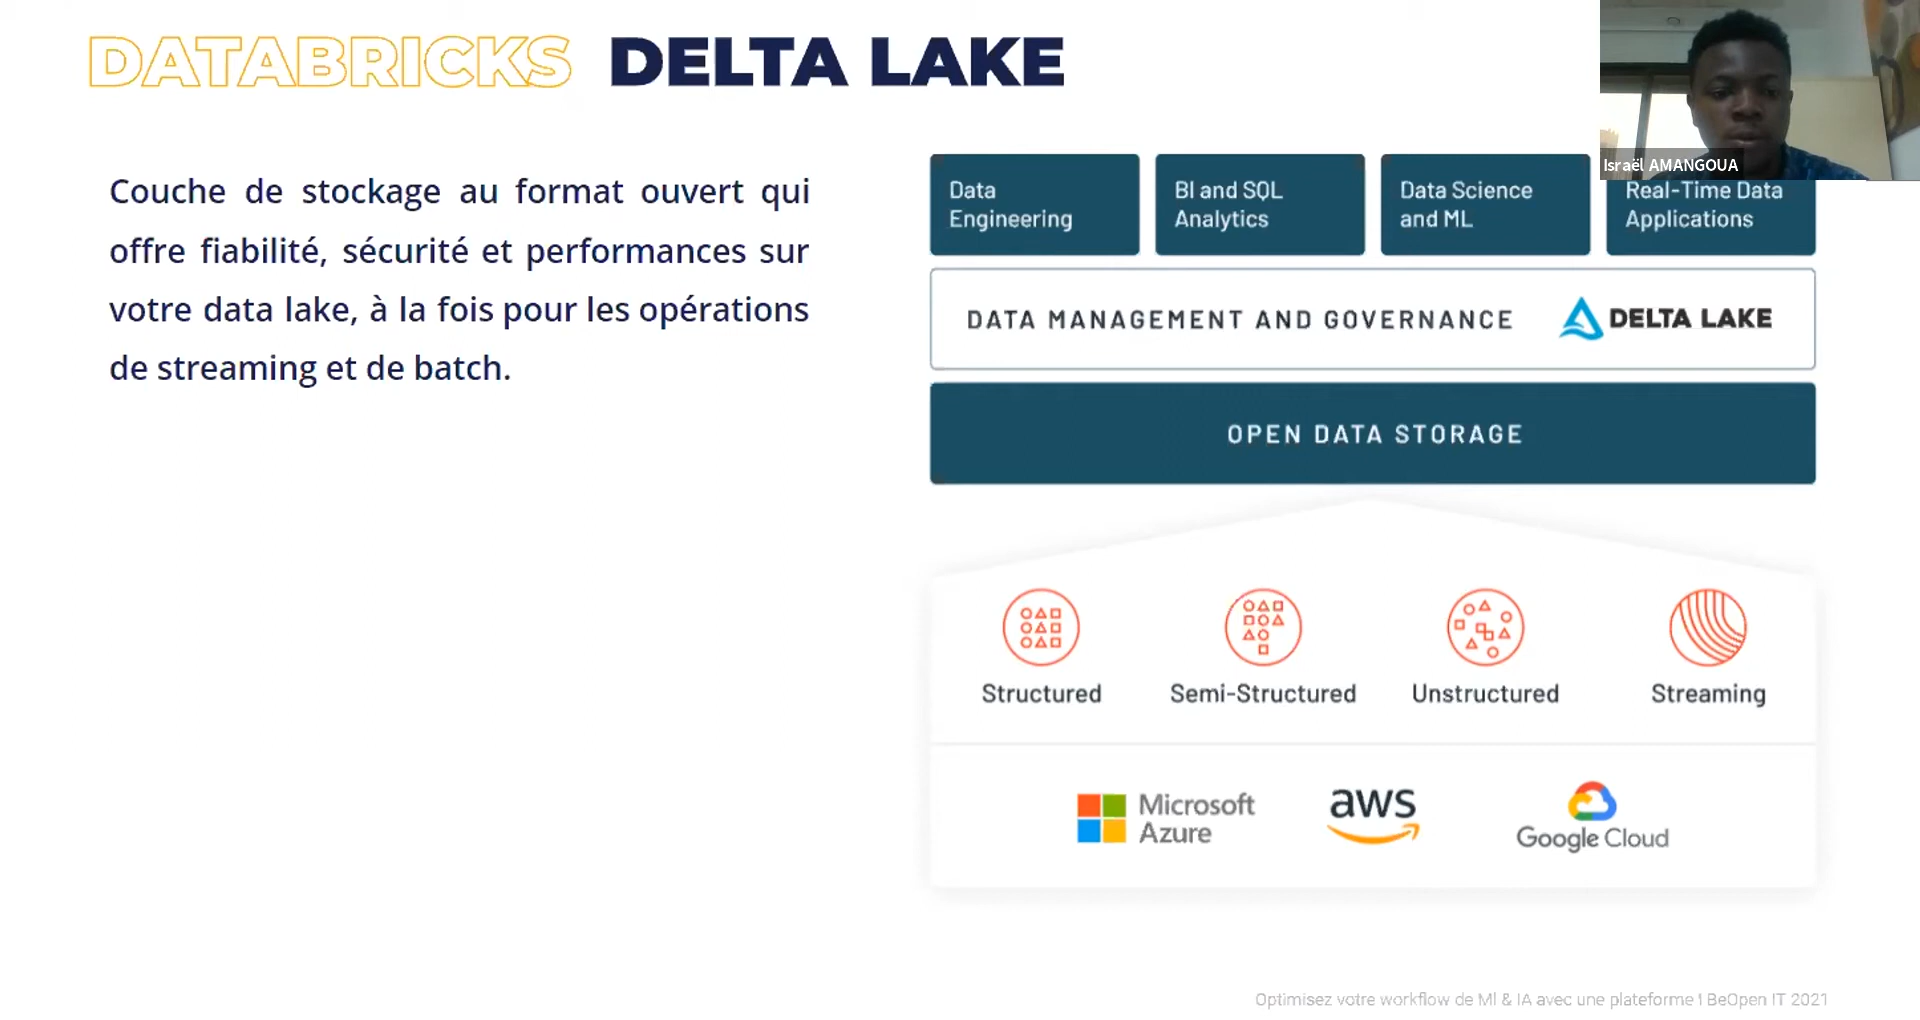 DATABRICKS DELTA LAKE
Couche de stockage au format ouvert qui
offre fiabilité, sécurité et performances sur
votre data lake, à la fois pour les opérations
de streaming et de batch.
Israël AMANGOUA
Data
Engineering
BI and SQL
Analytics
Data Science
and ML
Real-Time Data
Applications
DATA MANAGEMENT AND GOVERNANCE
DELTA LAKE
OPEN DATA STORAGE
Structured
Semi-Structured
Unstructured
Streaming
Microsoft
Azure
aws
Google Cloud
Optimisez votre workflow de Ml & IA avec une plateforme ! BeOpen IT 2021